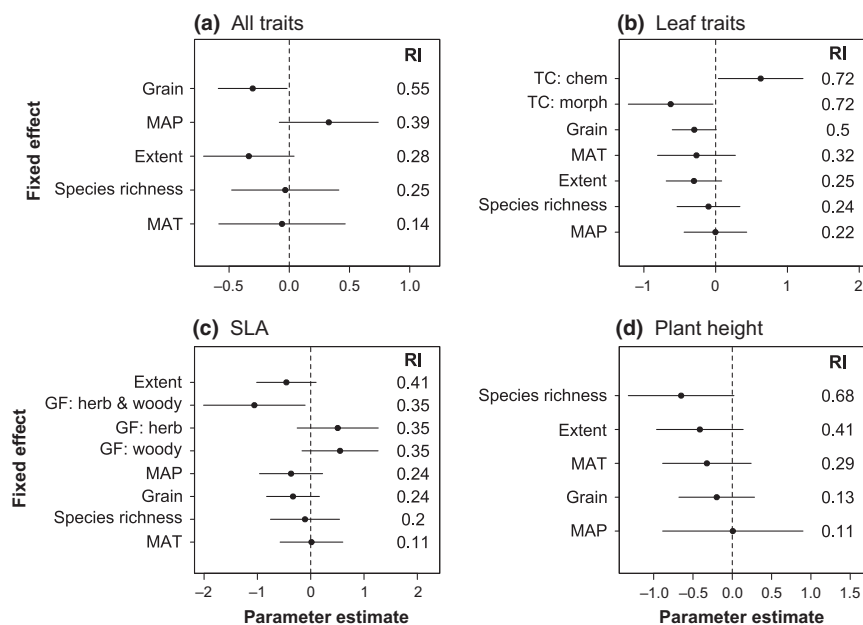 (a) All traits
RI
Grain 0.55
MAP 0.39
Extent 0.28
Species richness 0.25
MAT 0.14
Fixed effect
–0.5 0.0 0.5 1.0
(b) Leaf traits
RI
TC: chem 0.72
TC: morph 0.72
Grain 0.5
MAT 0.32
Extent 0.25
Species richness 0.24
MAP 0.22
–1 0 1 2
(c) SLA
RI
Extent 0.41
GF: herb & woody 0.35
GF: herb 0.35
GF: woody 0.35
MAP 0.24
Grain 0.24
Species richness 0.2
MAT 0.11
Fixed effect
–2 –1 0 1 2
Parameter estimate
(d) Plant height
RI
Species richness 0.68
Extent 0.41
MAT 0.29
Grain 0.13
MAP 0.11
–1.0 –0.5 0.0 0.5 1.0 1.5
Parameter estimate